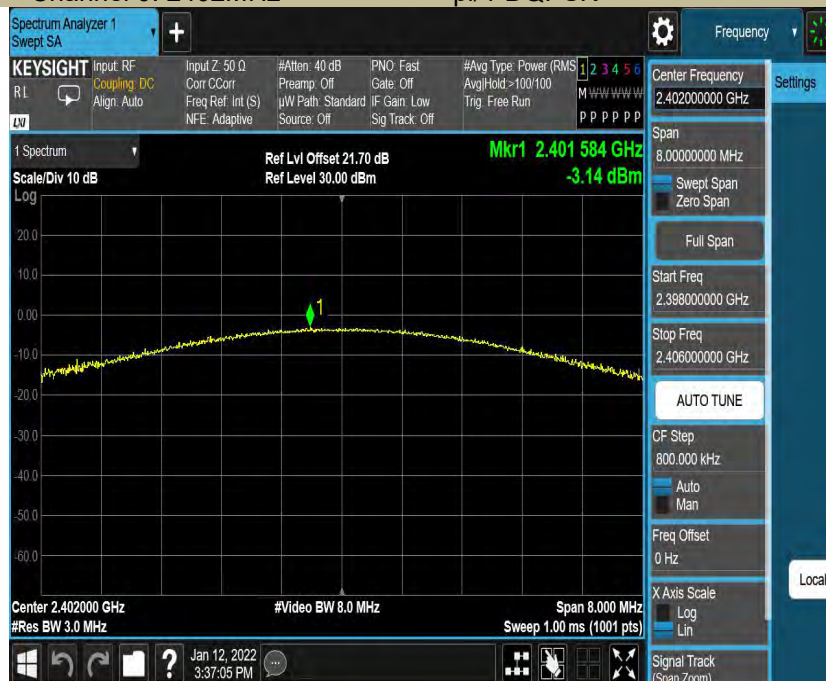 Spectrum Analyzer 1
Swept SA
Frequency
KEYSIGHT
R L
LXI
Input: RF
Coupling: DC
Align: Auto
Input Z: 50 Ω
Corr CCorr
Freq Ref: Int (S)
NFE: Adaptive
#Atten: 40 dB
Preamp: Off
µW Path: Standard
Source: Off
PNO: Fast
Gate: Off
IF Gain: Low
Sig Track: Off
#Avg Type: Power (RMS
Avg|Hold:>100/100
Trig: Free Run
1 2 3 4 5 6
M W W W W W
P P P P P P
1 Spectrum
Scale/Div 10 dB
Log
Ref Lvl Offset 21.70 dB
Ref Level 30.00 dBm
Mkr1 2.401 584 GHz
-3.14 dBm
20.0
10.0
0.00
-10.0
-20.0
-30.0
-40.0
-50.0
-60.0
1
Center 2.402000 GHz
#Res BW 3.0 MHz
#Video BW 8.0 MHz
Span 8.000 MHz
Sweep 1.00 ms (1001 pts)
Jan 12, 2022
3:37:05 PM
Center Frequency
2.402000000 GHz
Settings
Span
8.00000000 MHz
Swept Span
Zero Span
Full Span
Start Freq
2.398000000 GHz
Stop Freq
2.406000000 GHz
AUTO TUNE
CF Step
800.000 kHz
Auto
Man
Freq Offset
0 Hz
Local
X Axis Scale
Log
Lin
Signal Track
(Span Zoom)